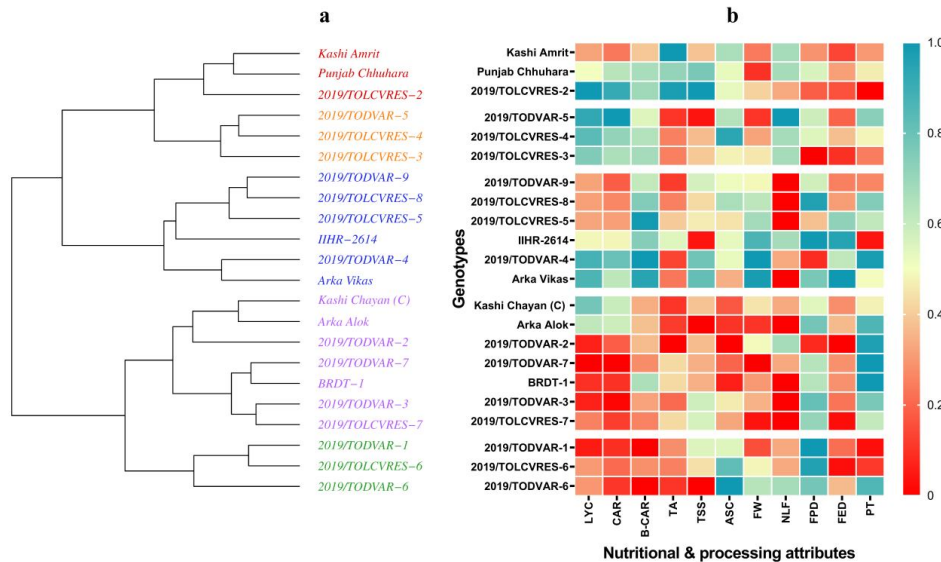 a
Kashi Amrit
Punjab Chhuhara
2019/TOLCVRES−2
2019/TODVAR−5
2019/TOLCVRES−4
2019/TOLCVRES−3
2019/TODVAR−9
2019/TOLCVRES−8
2019/TOLCVRES−5
IIHR−2614
2019/TODVAR−4
Arka Vikas
Kashi Chayan (C)
Arka Alok
2019/TODVAR−2
2019/TODVAR−7
BRDT−1
2019/TODVAR−3
2019/TOLCVRES−7
2019/TODVAR−1
2019/TOLCVRES−6
2019/TODVAR−6
b
Genotypes
Kashi Amrit
Punjab Chhuhara
2019/TOLCVRES-2
2019/TODVAR-5
2019/TOLCVRES-4
2019/TOLCVRES-3
2019/TODVAR-9
2019/TOLCVRES-8
2019/TOLCVRES-5
IIHR-2614
2019/TODVAR-4
Arka Vikas
Kashi Chayan (C)
Arka Alok
2019/TODVAR-2
2019/TODVAR-7
BRDT-1
2019/TODVAR-3
2019/TOLCVRES-7
2019/TODVAR-1
2019/TOLCVRES-6
2019/TODVAR-6
LYC CAR B-CAR TA TSS ASC FW NLF FPD FED PT
Nutritional & processing attributes
1.0
0.8
0.6
0.4
0.2
0